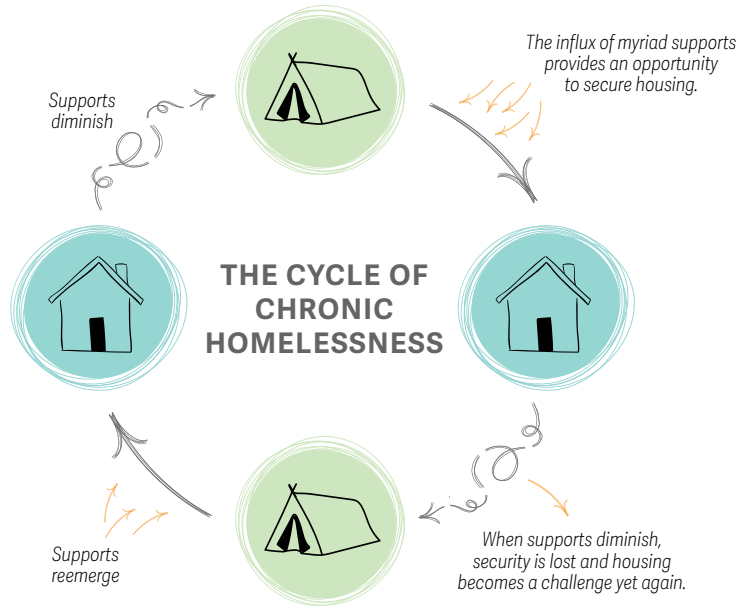 The influx of myriad supports
provides an opportunity
to secure housing.
Supports
diminish
THE CYCLE OF
CHRONIC
HOMELESSNESS
Supports
reemerge
When supports diminish,
security is lost and housing
becomes a challenge yet again.